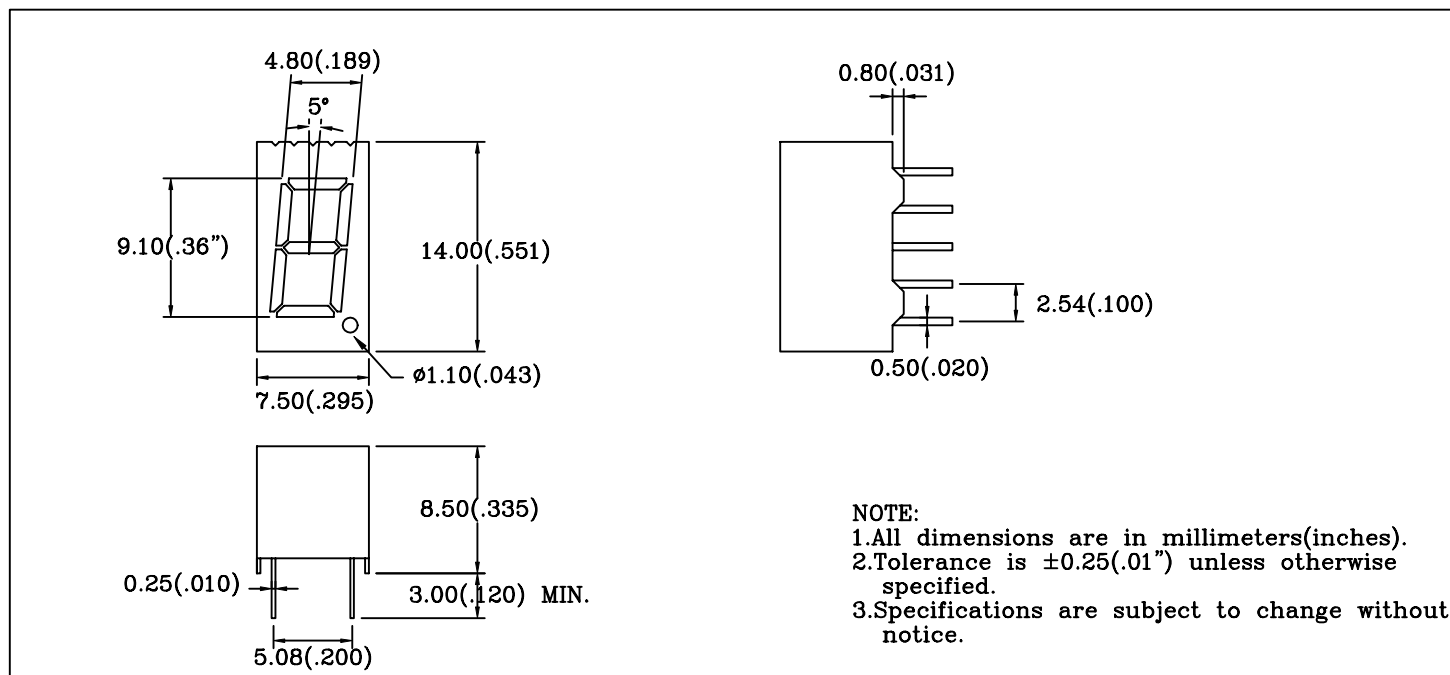 4.80(.189)
5°
9.10(.36”)
14.00(.551)
ø1.10(.043)
7.50(.295)
0.80(.031)
2.54(.100)
0.50(.020)
8.50(.335)
0.25(.010)
3.00(.120) MIN.
5.08(.200)
NOTE:
1.All dimensions are in millimeters(inches).
2.Tolerance is ±0.25(.01”) unless otherwise
specified.
3.Specifications are subject to change without
notice.